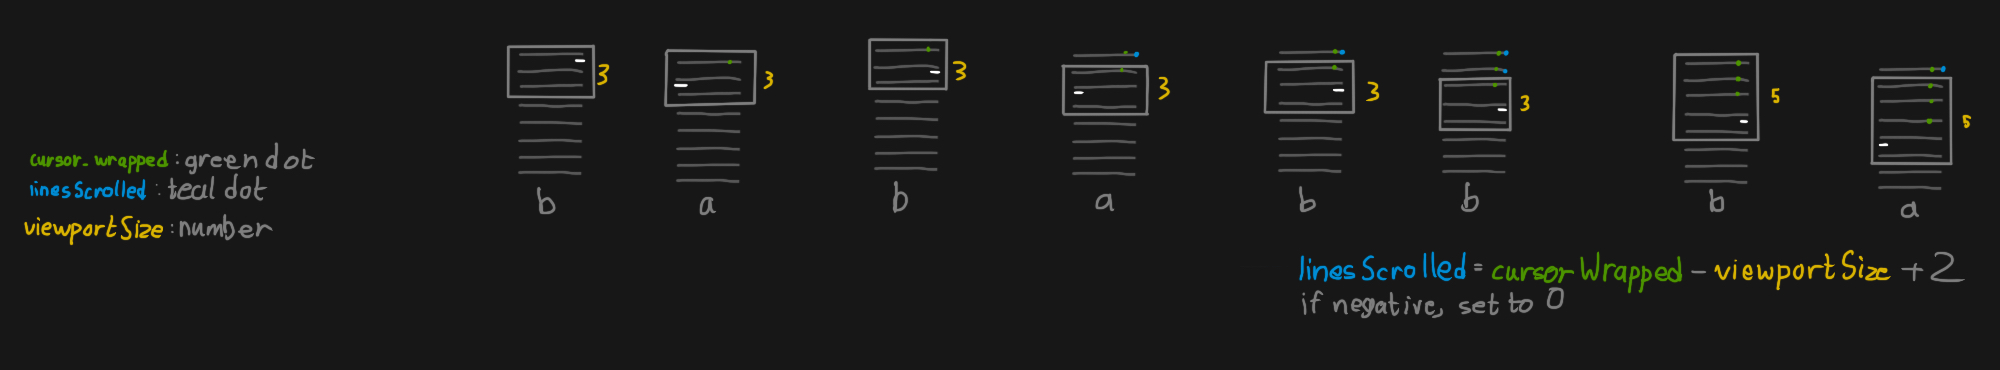 3
3
3
3
3
3
5
5
cursor_wrapped: green dot
linesScrolled: teal dot
viewportSize: number
b a b a b b b a
linesScrolled = cursorWrapped - viewportSize + 2
if negative, set to 0